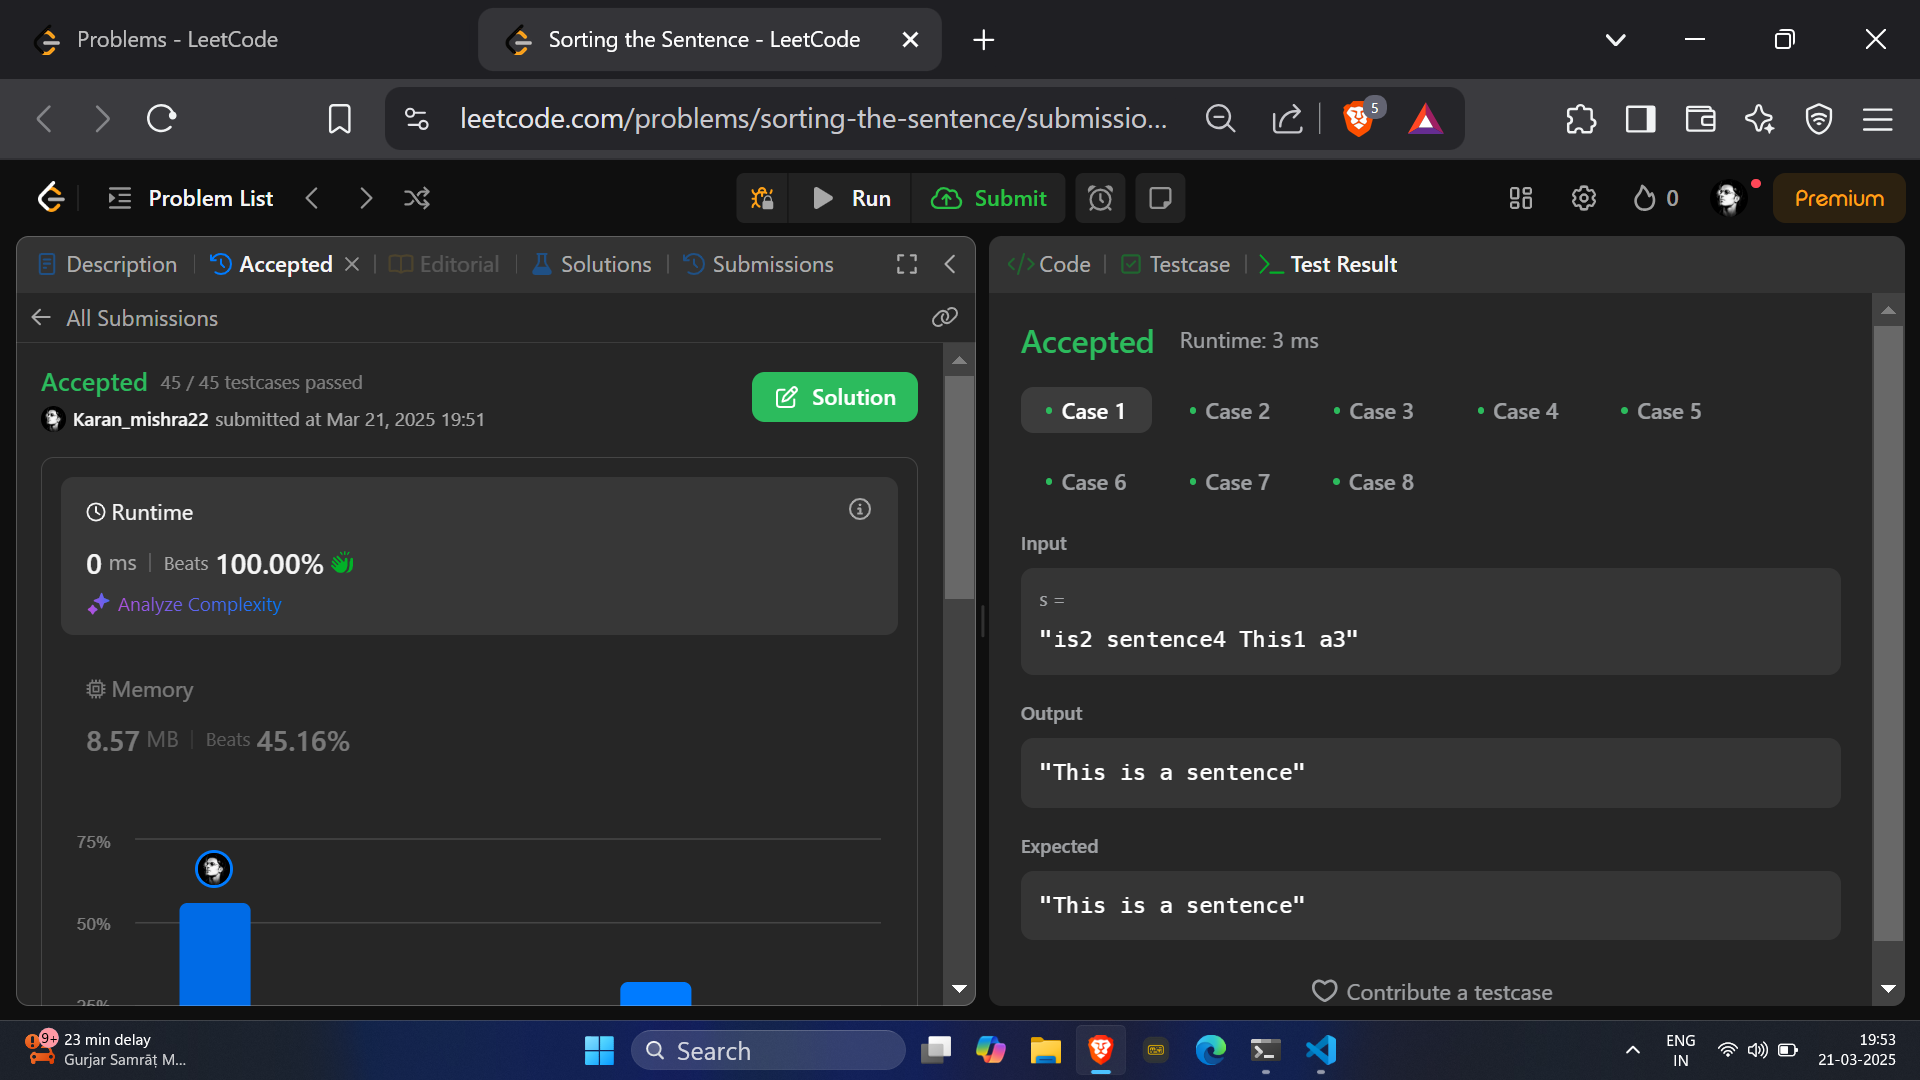 Problems - LeetCode
Sorting the Sentence - LeetCode
leetcode.com/problems/sorting-the-sentence/submissio...
5
Problem List
Run
Submit
0
Premium
Description
Accepted
Editorial
Solutions
Submissions
All Submissions
Accepted 45 / 45 testcases passed
Karan_mishra22 submitted at Mar 21, 2025 19:51
Solution
Runtime
0 ms Beats 100.00%
Analyze Complexity
Memory
8.57 MB Beats 45.16%
75%
50%
25%
</> Code
Testcase
Test Result
Accepted Runtime: 3 ms
Case 1
Case 2
Case 3
Case 4
Case 5
Case 6
Case 7
Case 8
Input
s =
"is2 sentence4 This1 a3"
Output
"This is a sentence"
Expected
"This is a sentence"
Contribute a testcase
9+
23 min delay
Gurjar Samrāṭ M...
Search
ENG
IN
19:53
21-03-2025